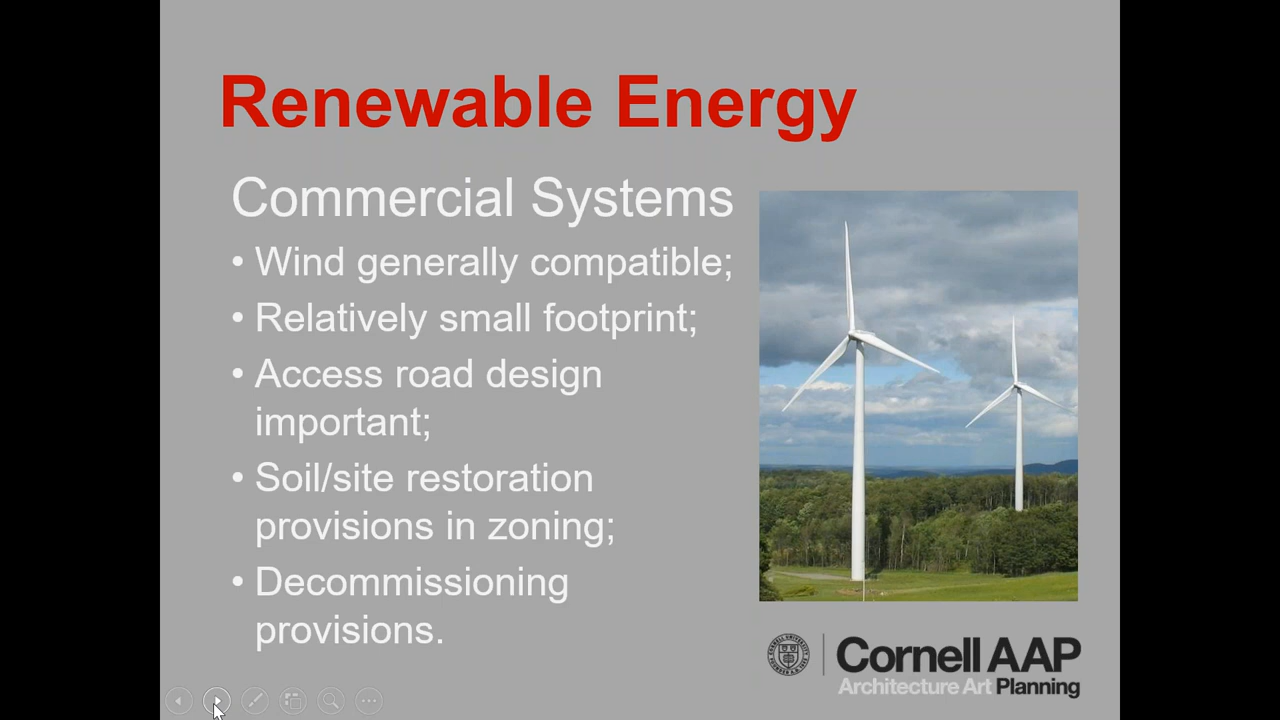 Renewable Energy
Commercial Systems
• Wind generally compatible;
• Relatively small footprint;
• Access road design
important;
• Soil/site restoration
provisions in zoning;
• Decommissioning
provisions.
Cornell AAP
Architecture Art Planning